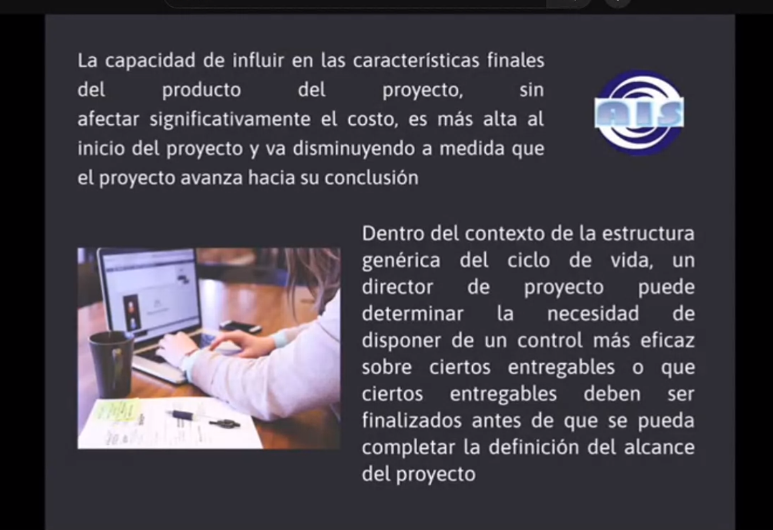 La capacidad de influir en las características finales
del producto del proyecto, sin
afectar significativamente el costo, es más alta al
inicio del proyecto y va disminuyendo a medida que
el proyecto avanza hacia su conclusión
AIS
Dentro del contexto de la estructura
genérica del ciclo de vida, un
director de proyecto puede
determinar la necesidad de
disponer de un control más eficaz
sobre ciertos entregables o que
ciertos entregables deben ser
finalizados antes de que se pueda
completar la definición del alcance
del proyecto